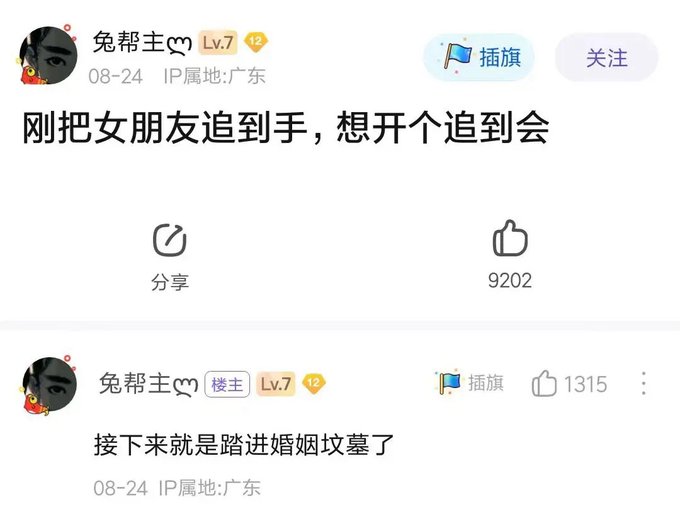 兔帮主ლ Lv.7 12
08-24 IP属地:广东
插旗
关注
刚把女朋友追到手，想开个追到会
分享
9202
兔帮主ლ 楼主 Lv.7 12
插旗 1315
接下来就是踏进婚姻坟墓了
08-24 IP属地:广东